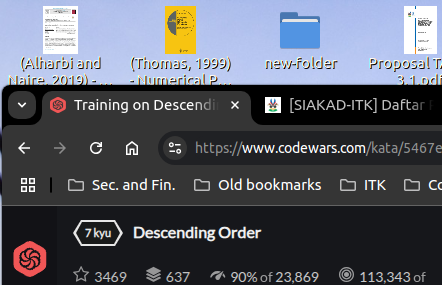 (Alharbi and
Naire, 2019) - ...
(Thomas, 1999)
- Numerical P...
new-folder
Proposal TA
3.1.pdf
Training on Descendi
[SIAKAD-ITK] Daftar
https://www.codewars.com/kata/5467e
Sec. and Fin.
Old bookmarks
ITK
Co
7 kyu
Descending Order
3469
637
90% of 23,869
113,343 of